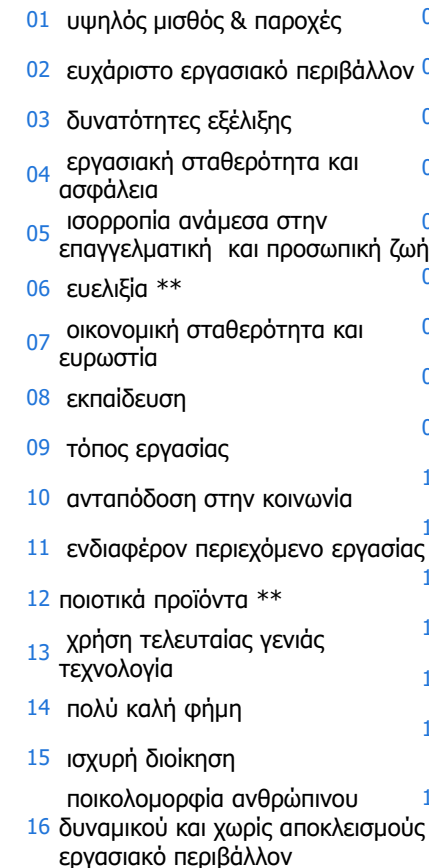 01 υψηλός μισθός & παροχές
02 ευχάριστο εργασιακό περιβάλλον
03 δυνατότητες εξέλιξης
04 εργασιακή σταθερότητα και
ασφάλεια
05 ισορροπία ανάμεσα στην
επαγγελματική και προσωπική ζωή
06 ευελιξία **
07 οικονομική σταθερότητα και
ευρωστία
08 εκπαίδευση
09 τόπος εργασίας
10 ανταπόδοση στην κοινωνία
11 ενδιαφέρον περιεχόμενο εργασίας
12 ποιοτικά προϊόντα **
13 χρήση τελευταίας γενιάς
τεχνολογία
14 πολύ καλή φήμη
15 ισχυρή διοίκηση
ποικολομορφία ανθρώπινου
16 δυναμικού και χωρίς αποκλεισμούς
εργασιακό περιβάλλον